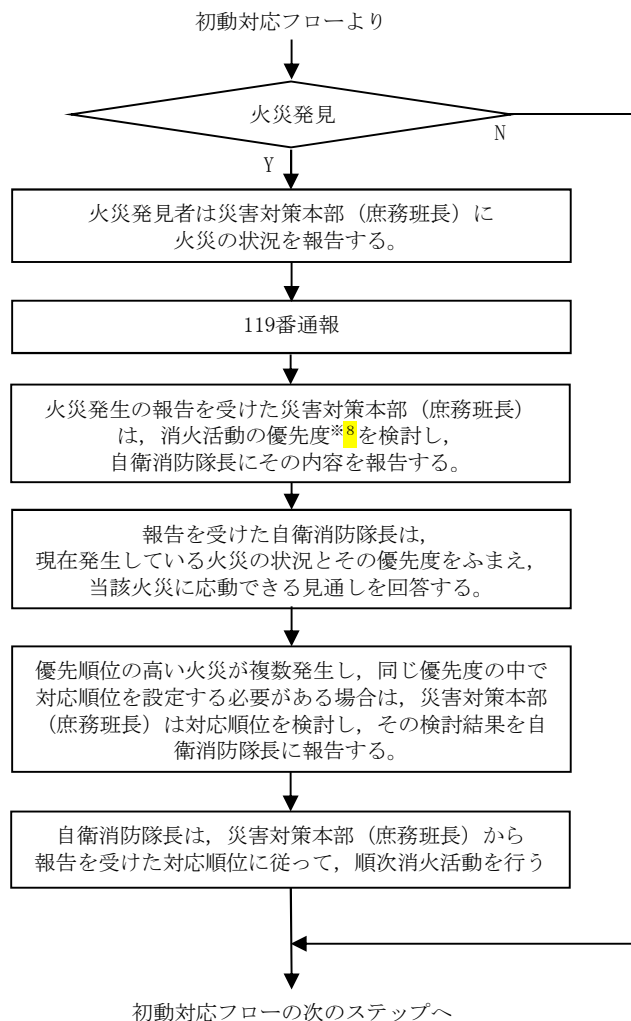 初動対応フローより
火災発見
N
Y
火災発見者は災害対策本部（庶務班長）に
火災の状況を報告する。
119番通報
火災発生の報告を受けた災害対策本部（庶務班長）
は，消火活動の優先度※8を検討し，
自衛消防隊長にその内容を報告する。
報告を受けた自衛消防隊長は，
現在発生している火災の状況とその優先度をふまえ，
当該火災に応動できる見通しを回答する。
優先順位の高い火災が複数発生し，同じ優先度の中で
対応順位を設定する必要がある場合は，災害対策本部
（庶務班長）は対応順位を検討し，その検討結果を自
衛消防隊長に報告する。
自衛消防隊長は，災害対策本部（庶務班長）から
報告を受けた対応順位に従って，順次消火活動を行う
初動対応フローの次のステップへ